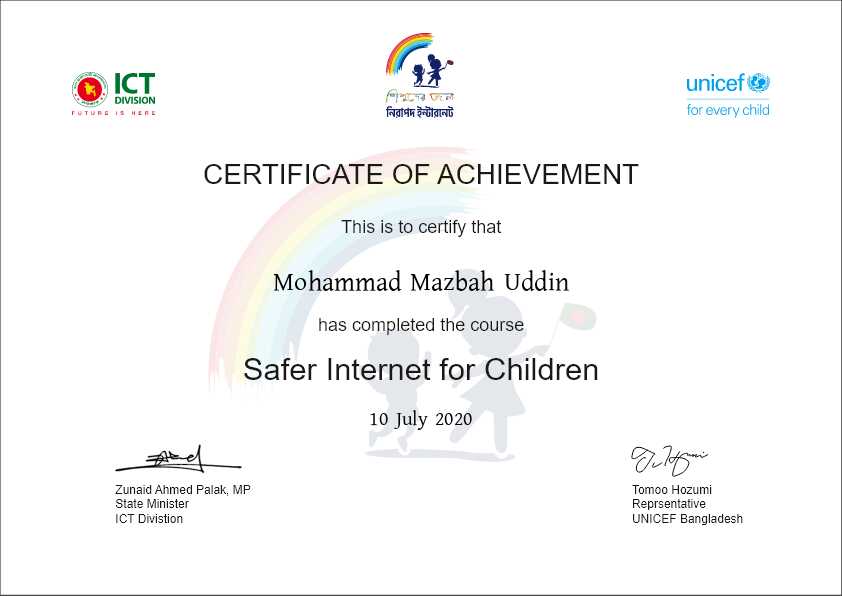 ICT
DIVISION
FUTURE IS HERE
শিশুদের জন্য
নিরাপদ ইন্টারনেট
unicef
for every child
CERTIFICATE OF ACHIEVEMENT
This is to certify that
Mohammad Mazbah Uddin
has completed the course
Safer Internet for Children
10 July 2020
Zunaid Ahmed Palak, MP
State Minister
ICT Divistion
Tomoo Hozumi
Reprsentative
UNICEF Bangladesh